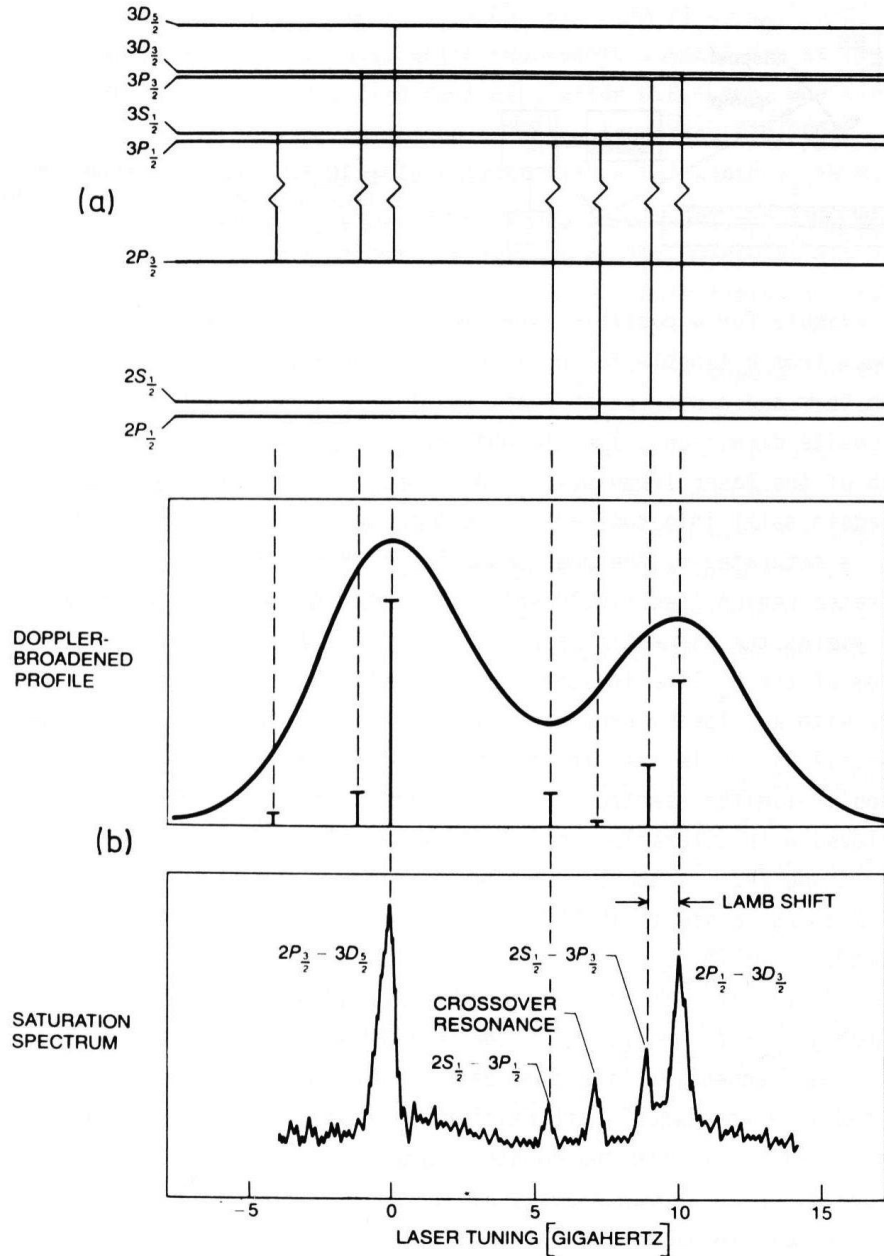 3D5/2
3D3/2
3P3/2
3S1/2
3P1/2
(a)
2P3/2
2S1/2
2P1/2
DOPPLER-
BROADENED
PROFILE
(b)
LAMB SHIFT
2P3/2 – 3D5/2
2S1/2 – 3P3/2
2P1/2 – 3D3/2
CROSSOVER
RESONANCE
SATURATION
SPECTRUM
2S1/2 – 3P1/2
–5 0 5 10 15
LASER TUNING [GIGAHERTZ]